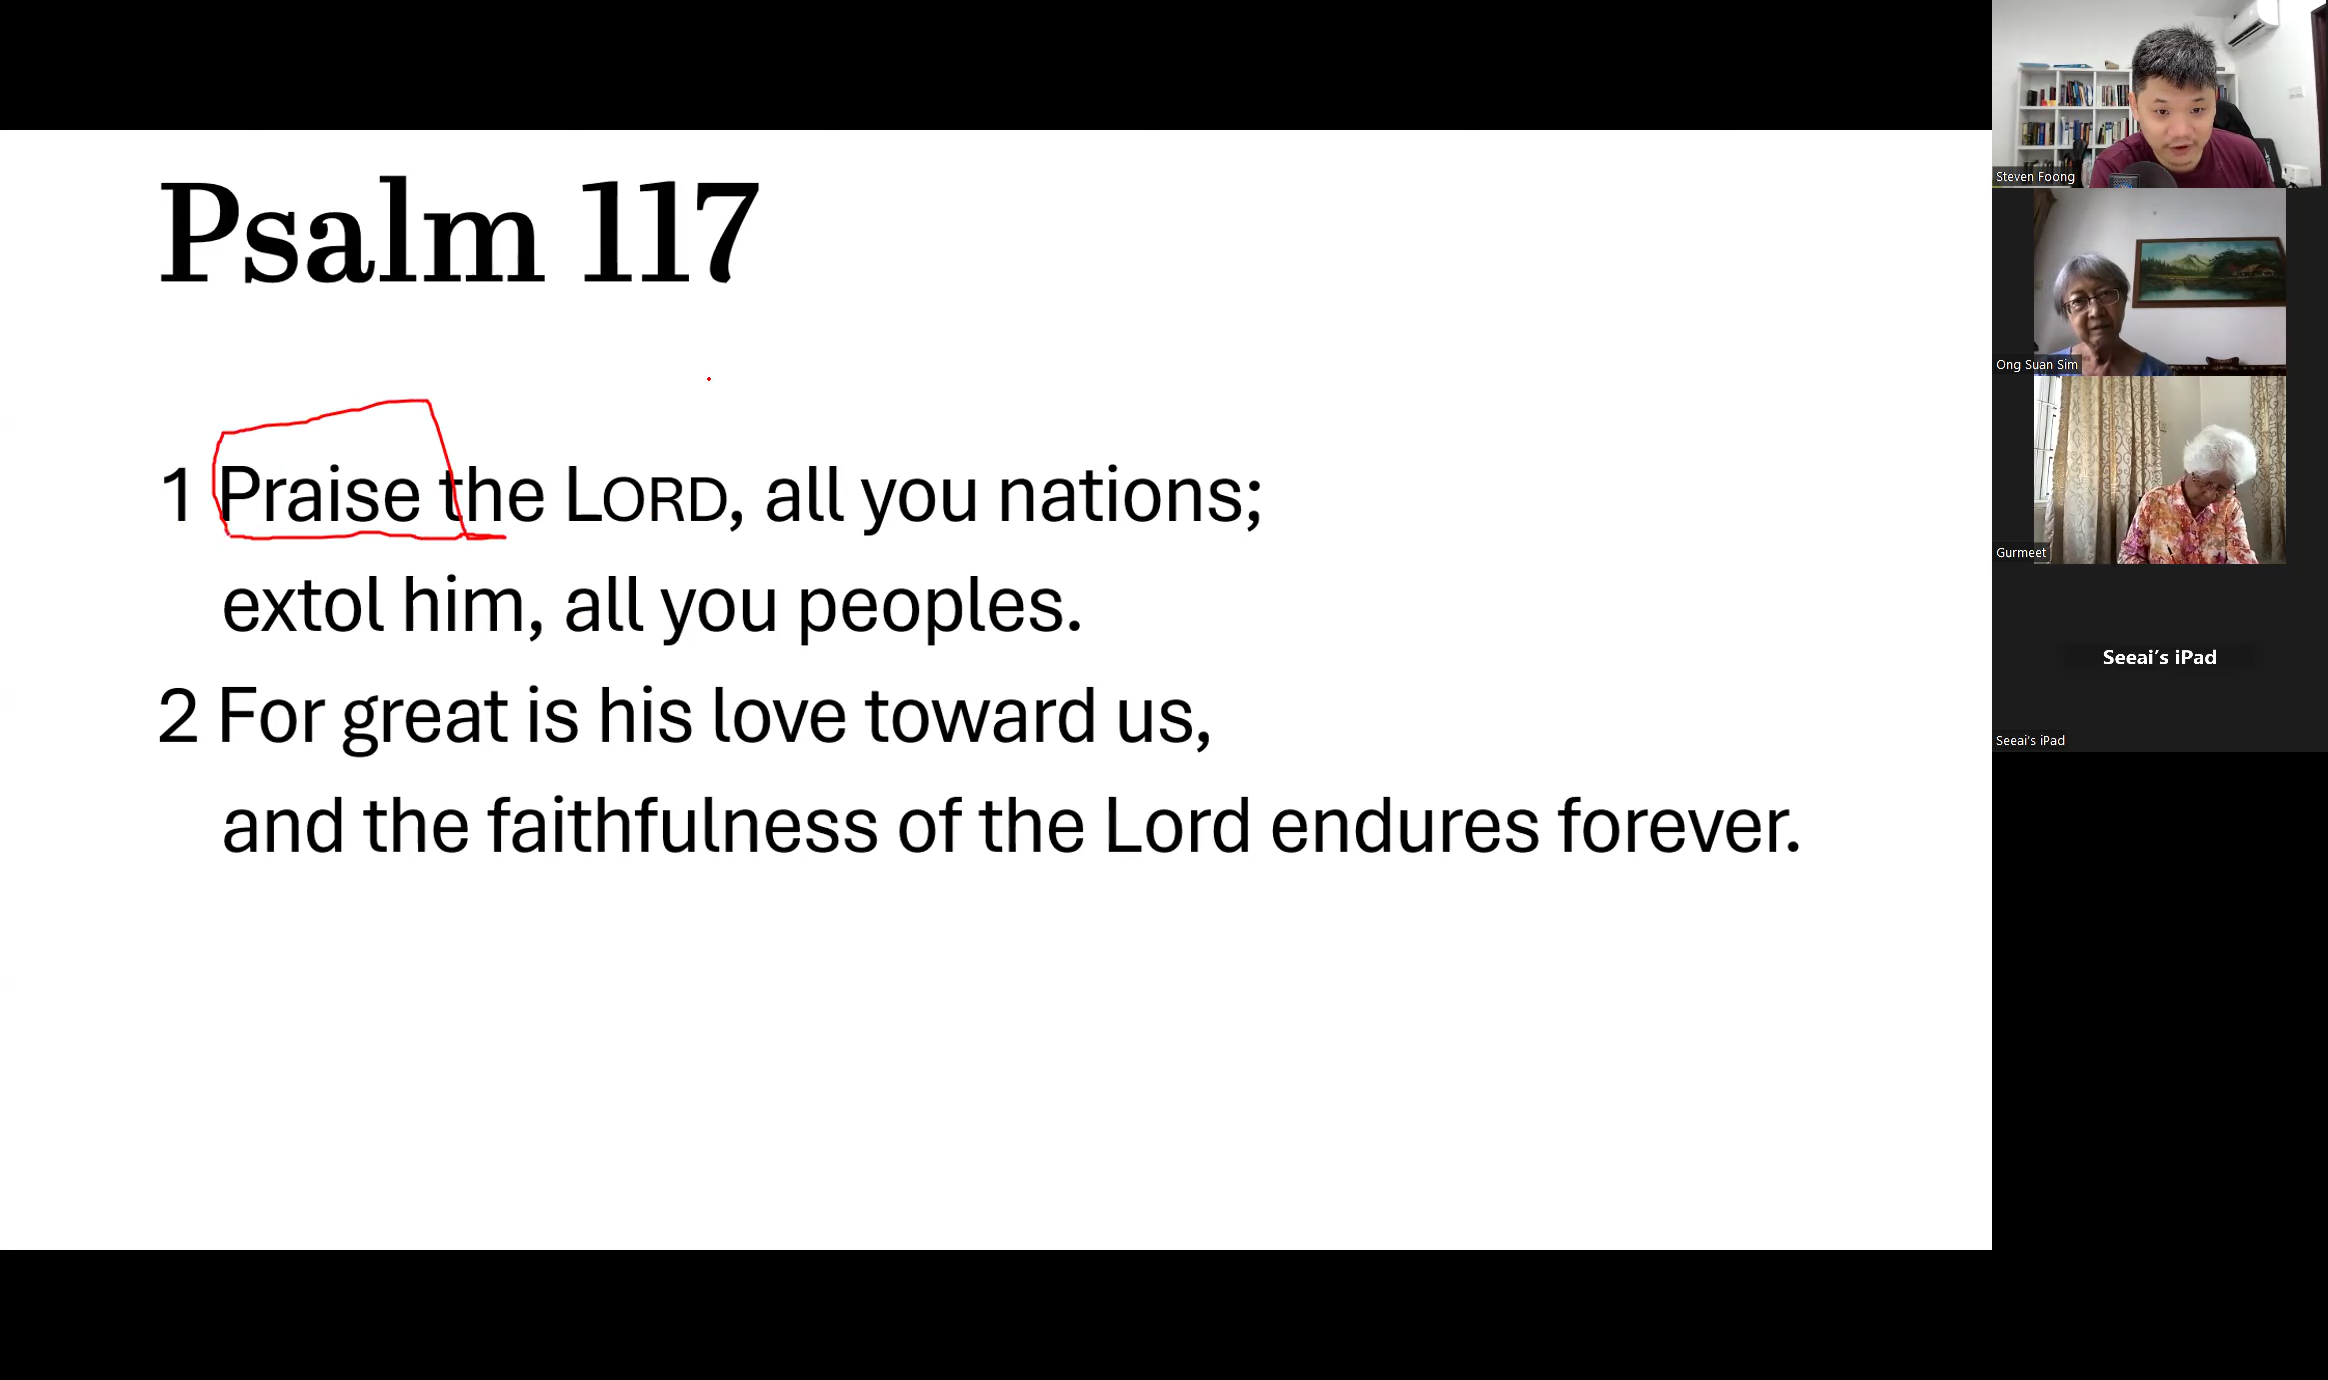 Psalm 117
1 Praise the LORD, all you nations;
extol him, all you peoples.
2 For great is his love toward us,
and the faithfulness of the Lord endures forever.
Steven Foong
Ong Suan Sim
Gurmeet
Seeai's iPad
Seeai's iPad